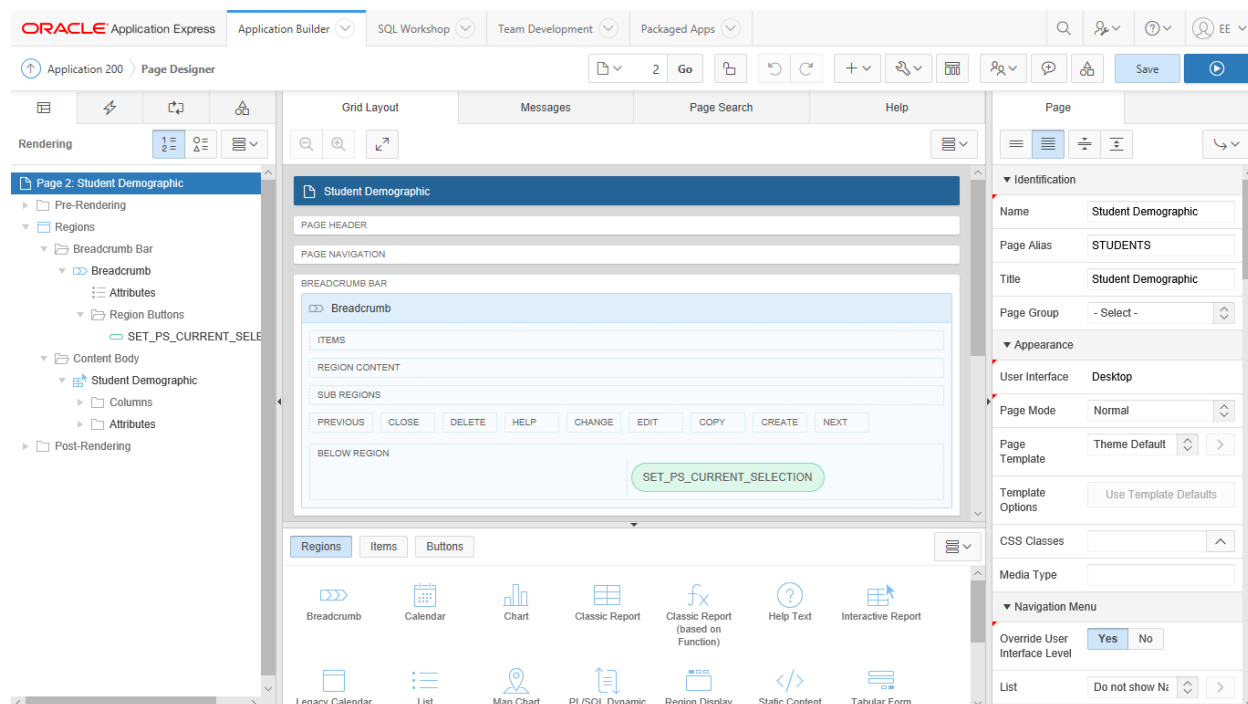 ORACLE Application Express
Application Builder
SQL Workshop
Team Development
Packaged Apps
EE
Application 200
Page Designer
2
Go
Save
Grid Layout
Messages
Page Search
Help
Page
Rendering
Page 2: Student Demographic
Pre-Rendering
Regions
Breadcrumb Bar
Breadcrumb
Attributes
Region Buttons
SET_PS_CURRENT_SELE
Content Body
Student Demographic
Columns
Attributes
Post-Rendering
Student Demographic
PAGE HEADER
PAGE NAVIGATION
BREADCRUMB BAR
Breadcrumb
ITEMS
REGION CONTENT
SUB REGIONS
PREVIOUS
CLOSE
DELETE
HELP
CHANGE
EDIT
COPY
CREATE
NEXT
BELOW REGION
SET_PS_CURRENT_SELECTION
Regions
Items
Buttons
Breadcrumb
Calendar
Chart
Classic Report
Classic Report
(based on
Function)
Help Text
Interactive Report
Legacy Calendar
List
Map Chart
PL/SQL Dynamic
Region Display
Static Content
Tabular Form
Identification
Name
Student Demographic
Page Alias
STUDENTS
Title
Student Demographic
Page Group
- Select -
Appearance
User Interface
Desktop
Page Mode
Normal
Page
Template
Theme Default
Template
Options
Use Template Defaults
CSS Classes
Media Type
Navigation Menu
Override User
Interface Level
Yes
No
List
Do not show Na